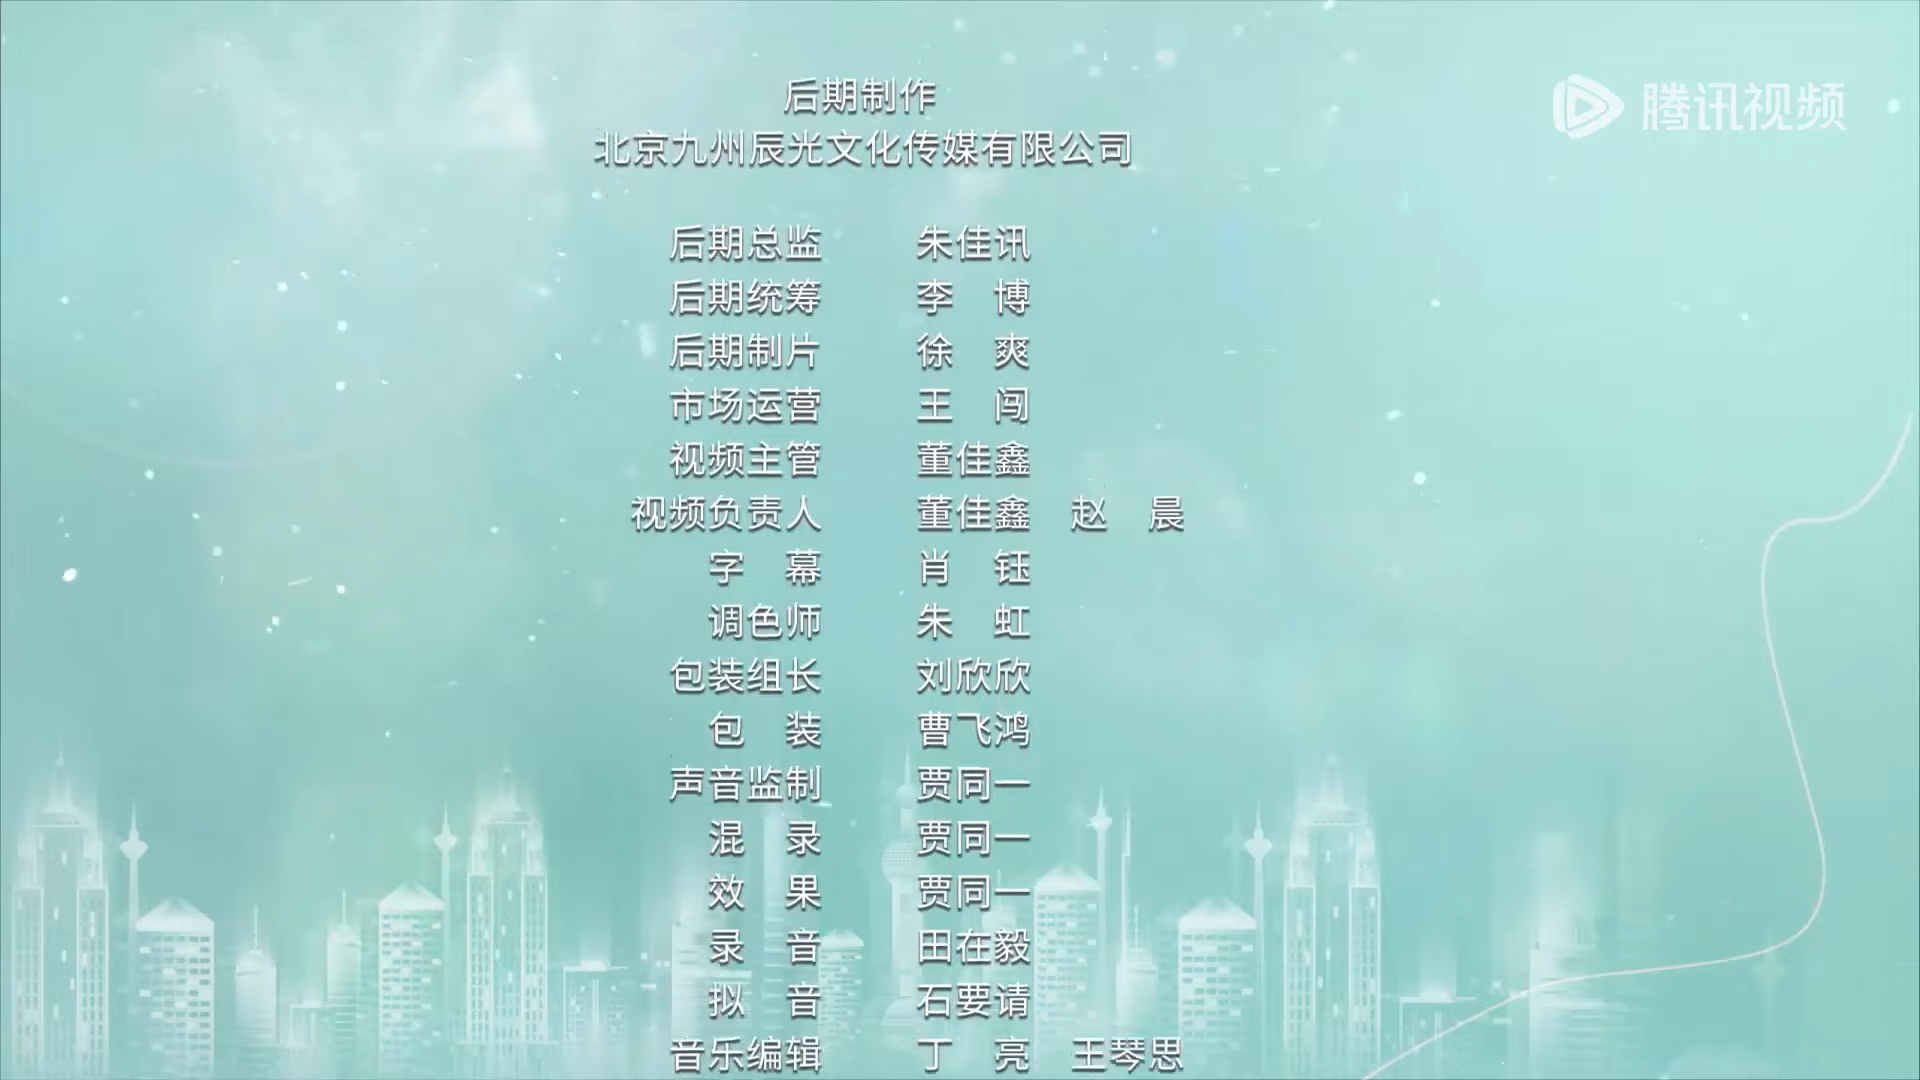 后期制作
腾讯视频
北京九州辰光文化传媒有限公司
后期总监 朱佳讯
后期统筹 李 博
后期制片 徐 爽
市场运营 王 闯
视频主管 董佳鑫
视频负责人 董佳鑫 赵 晨
字 幕 肖 钰
调色师 朱 虹
包装组长 刘欣欣
包 装 曹飞鸿
声音监制 贾同一
混 录 贾同一
效 果 贾同一
录 音 田在毅
拟 音 石要请
音乐编辑 丁 亮 王琴思